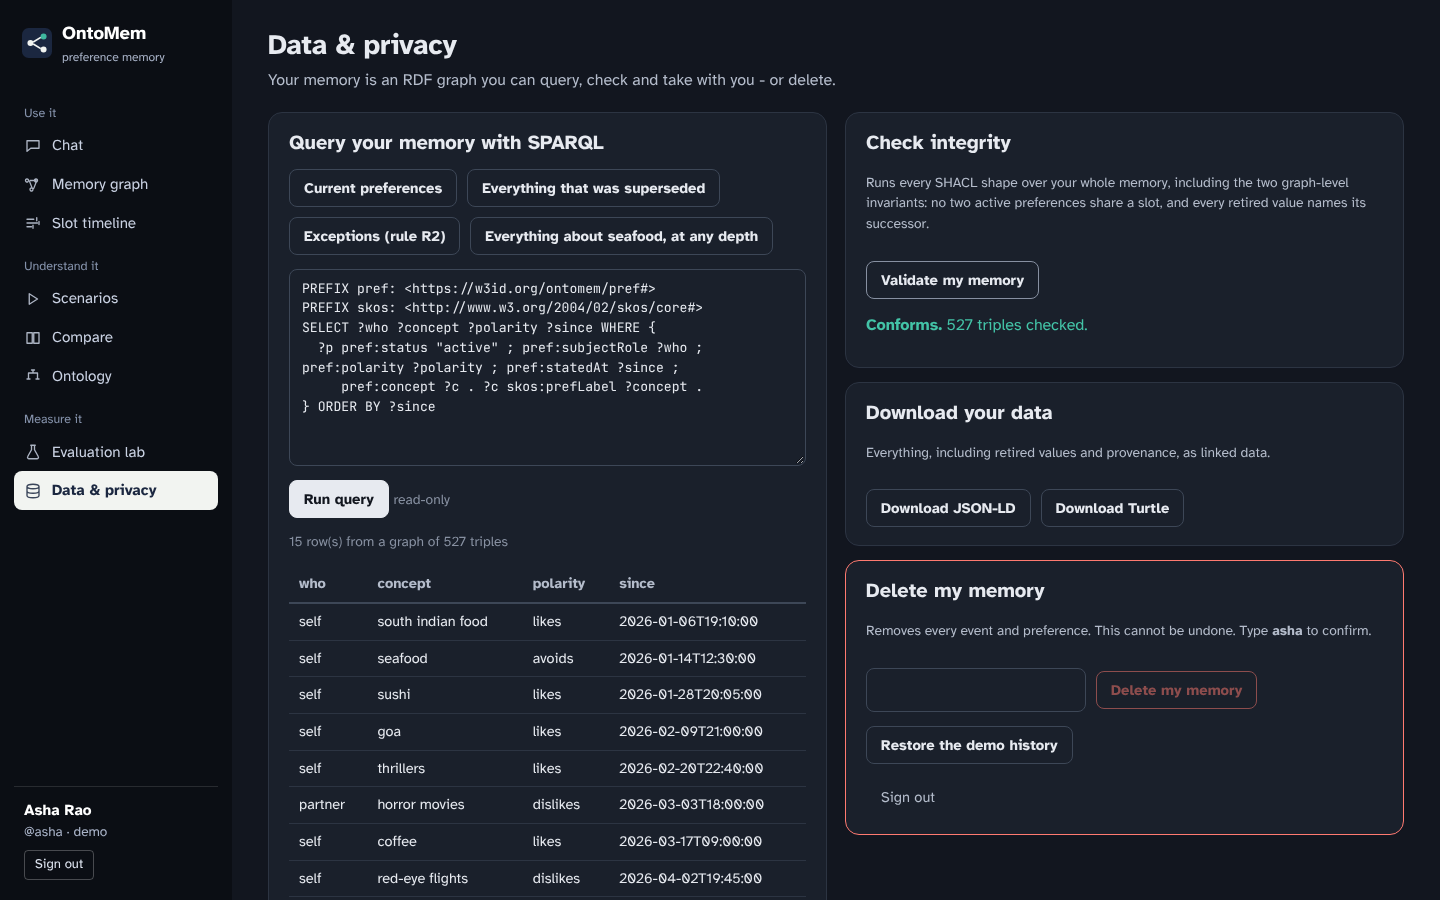 OntoMem
preference memory
Use it
Chat
Memory graph
Slot timeline
Understand it
Scenarios
Compare
Ontology
Measure it
Evaluation lab
Data & privacy
Asha Rao
@asha · demo
Sign out
Data & privacy
Your memory is an RDF graph you can query, check and take with you - or delete.
Query your memory with SPARQL
Current preferences
Everything that was superseded
Exceptions (rule R2)
Everything about seafood, at any depth
PREFIX pref: <https://w3id.org/ontomem/pref#>
PREFIX skos: <http://www.w3.org/2004/02/skos/core#>
SELECT ?who ?concept ?polarity ?since WHERE {
?p pref:status "active" ; pref:subjectRole ?who ;
pref:polarity ?polarity ; pref:statedAt ?since ;
pref:concept ?c . ?c skos:prefLabel ?concept .
} ORDER BY ?since
Run query
read-only
15 row(s) from a graph of 527 triples
who concept polarity since
self south indian food likes 2026-01-06T19:10:00
self seafood avoids 2026-01-14T12:30:00
self sushi likes 2026-01-28T20:05:00
self goa likes 2026-02-09T21:00:00
self thrillers likes 2026-02-20T22:40:00
partner horror movies dislikes 2026-03-03T18:00:00
self coffee likes 2026-03-17T09:00:00
self red-eye flights dislikes 2026-04-02T19:45:00
Check integrity
Runs every SHACL shape over your whole memory, including the two graph-level
invariants: no two active preferences share a slot, and every retired value names its
successor.
Validate my memory
Conforms. 527 triples checked.
Download your data
Everything, including retired values and provenance, as linked data.
Download JSON-LD
Download Turtle
Delete my memory
Removes every event and preference. This cannot be undone. Type asha to confirm.
Delete my memory
Restore the demo history
Sign out